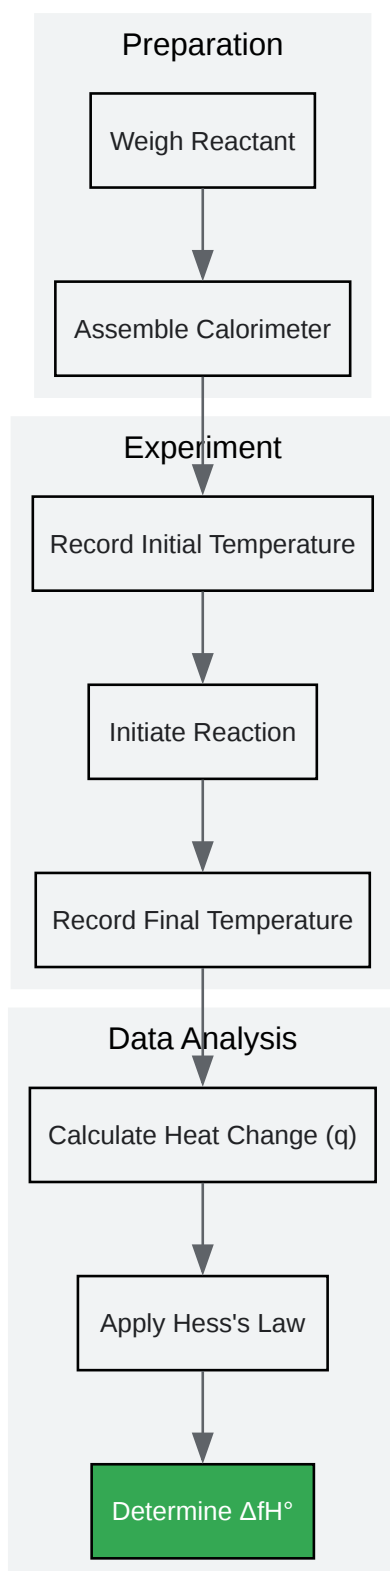 Preparation
Weigh Reactant
Assemble Calorimeter
Experiment
Record Initial Temperature
Initiate Reaction
Record Final Temperature
Data Analysis
Calculate Heat Change (q)
Apply Hess's Law
Determine ΔfH°